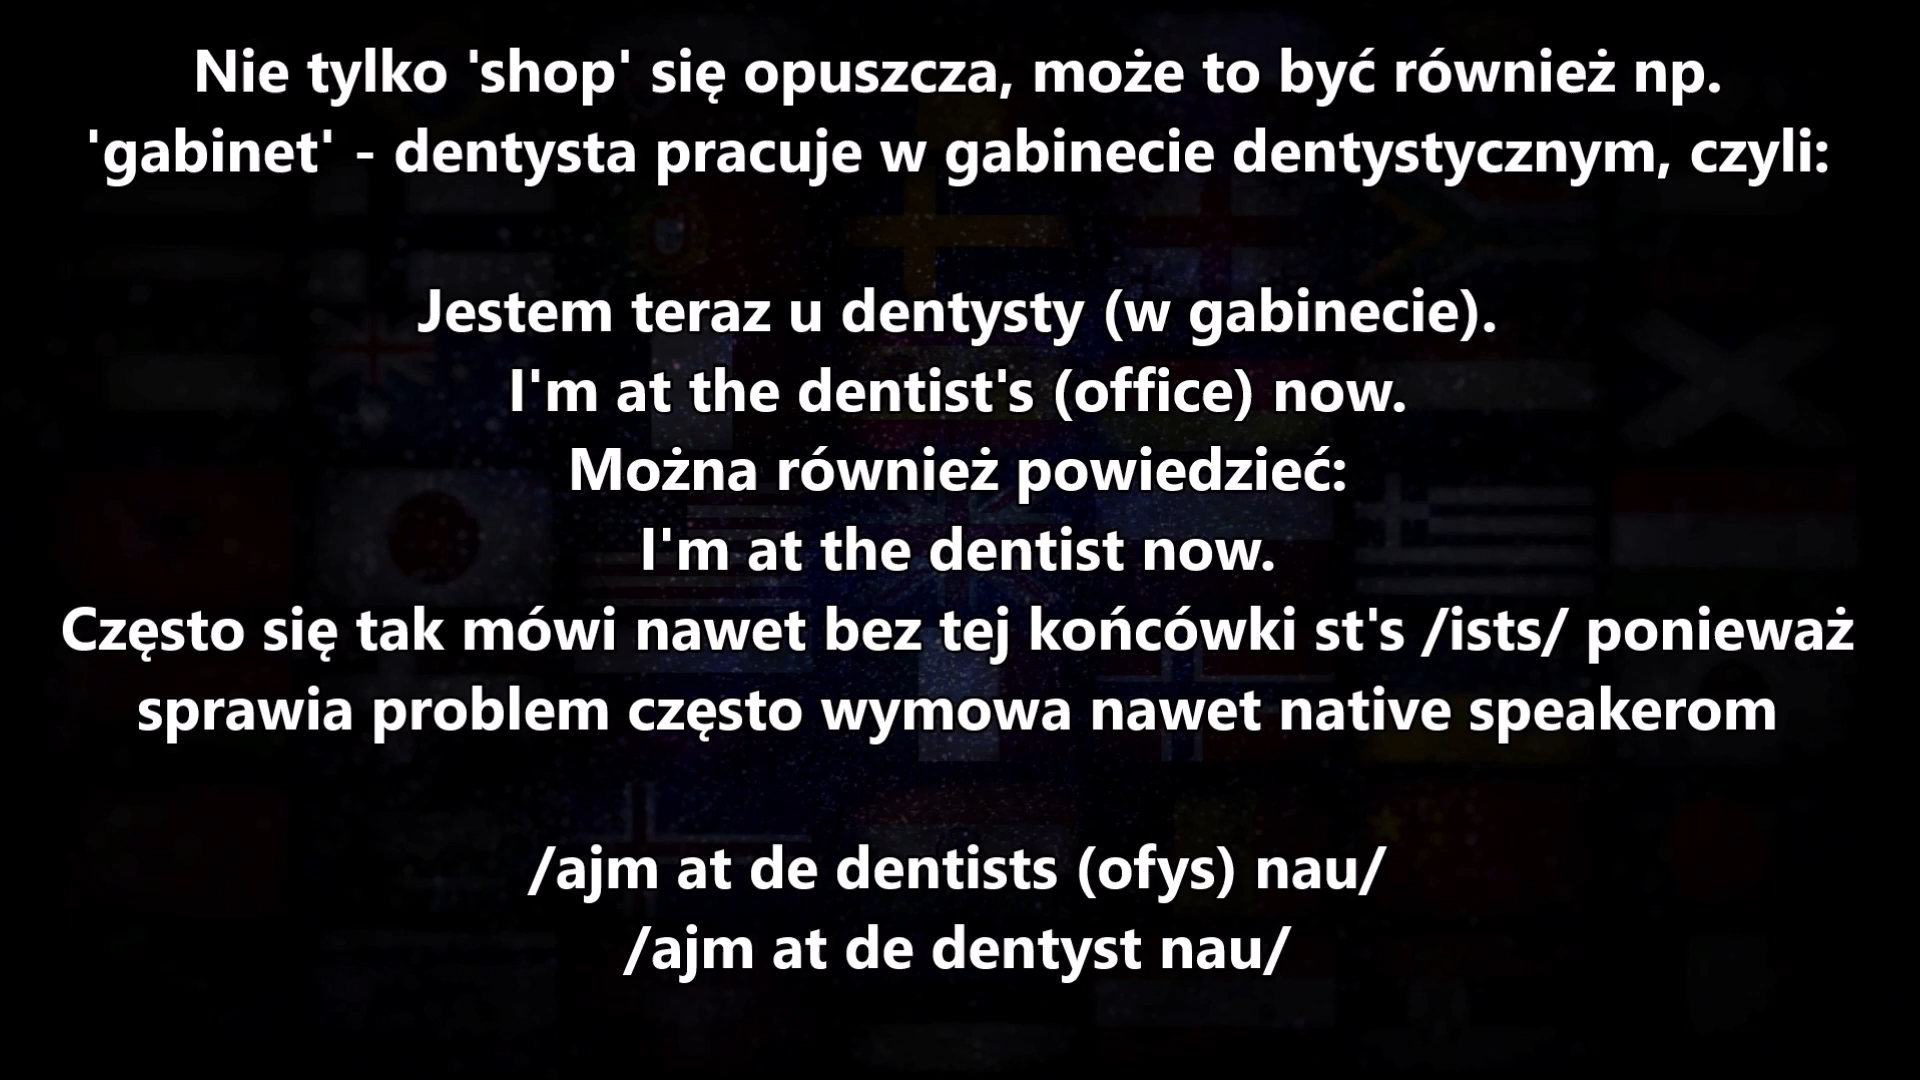 Nie tylko 'shop' się opuszcza, może to być również np.
'gabinet' - dentysta pracuje w gabinecie dentystycznym, czyli:
Jestem teraz u dentysty (w gabinecie).
I'm at the dentist's (office) now.
Można również powiedzieć:
I'm at the dentist now.
Często się tak mówi nawet bez tej końcówki st's /ists/ ponieważ
sprawia problem często wymowa nawet native speakerom
/ajm at de dentists (ofys) nau/
/ajm at de dentyst nau/